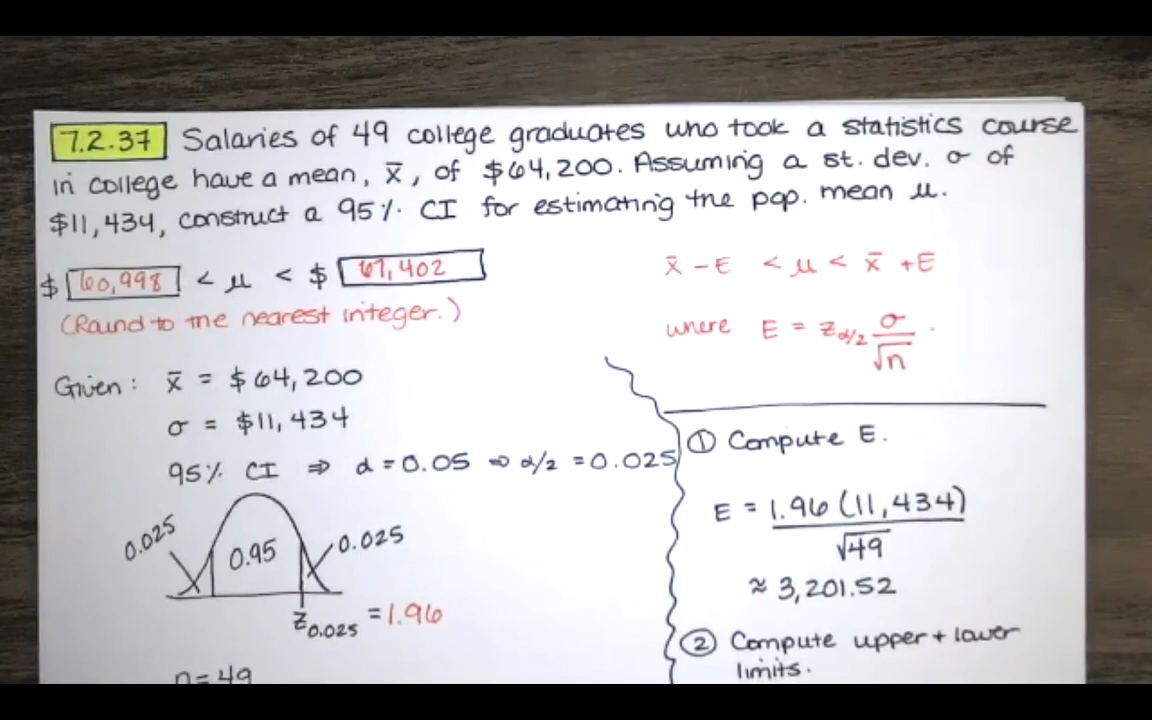 7.2.37 Salaries of 49 college graduates who took a statistics course
in college have a mean, x̄, of $64,200. Assuming a st. dev. σ of
$11,434, construct a 95% CI for estimating the pop. mean μ.
$ 60,998 < μ < $ 67,402
(Round to the nearest integer.)
x̄ - E < μ < x̄ + E
where E = z_α/2 σ/√n .
Given: x̄ = $64,200
σ = $11,434
95% CI ⇒ α = 0.05 ⇒ α/2 = 0.025
0.025 0.95 0.025
z_0.025 = 1.96
n = 49
① Compute E.
E = 1.96 (11,434)
√49
≈ 3,201.52
② Compute upper + lower
limits.